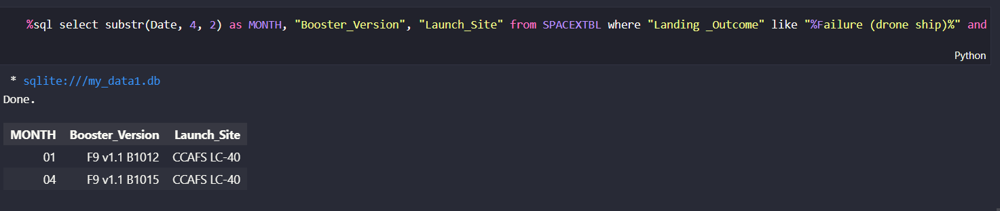 %sql select substr(Date, 4, 2) as MONTH, "Booster_Version", "Launch_Site" from SPACEXTBL where "Landing _Outcome" like "%Failure (drone ship)%" and
Python
* sqlite:///my_data1.db
Done.
MONTH Booster_Version Launch_Site
01 F9 v1.1 B1012 CCAFS LC-40
04 F9 v1.1 B1015 CCAFS LC-40